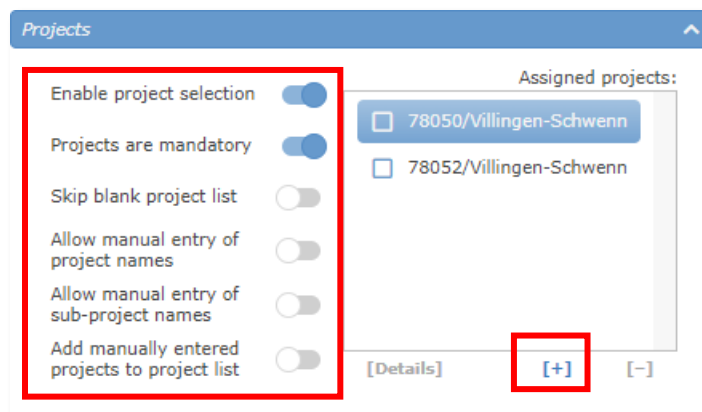 Projects
Assigned projects:
Enable project selection
78050/Villingen-Schwenn
Projects are mandatory
78052/Villingen-Schwenn
Skip blank project list
Allow manual entry of
project names
Allow manual entry of
sub-project names
Add manually entered
projects to project list
[Details] [+] [−]